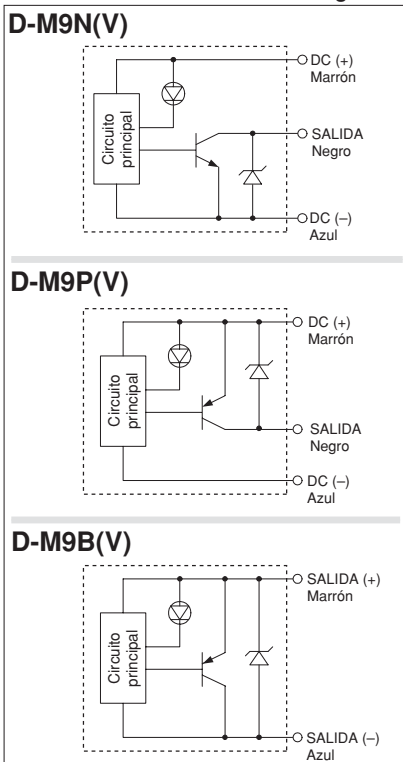 D-M9N(V)
DC (+)
Marrón
Circuito
principal
SALIDA
Negro
DC (–)
Azul
D-M9P(V)
DC (+)
Marrón
Circuito
principal
SALIDA
Negro
DC (–)
Azul
D-M9B(V)
SALIDA (+)
Marrón
Circuito
principal
SALIDA (–)
Azul